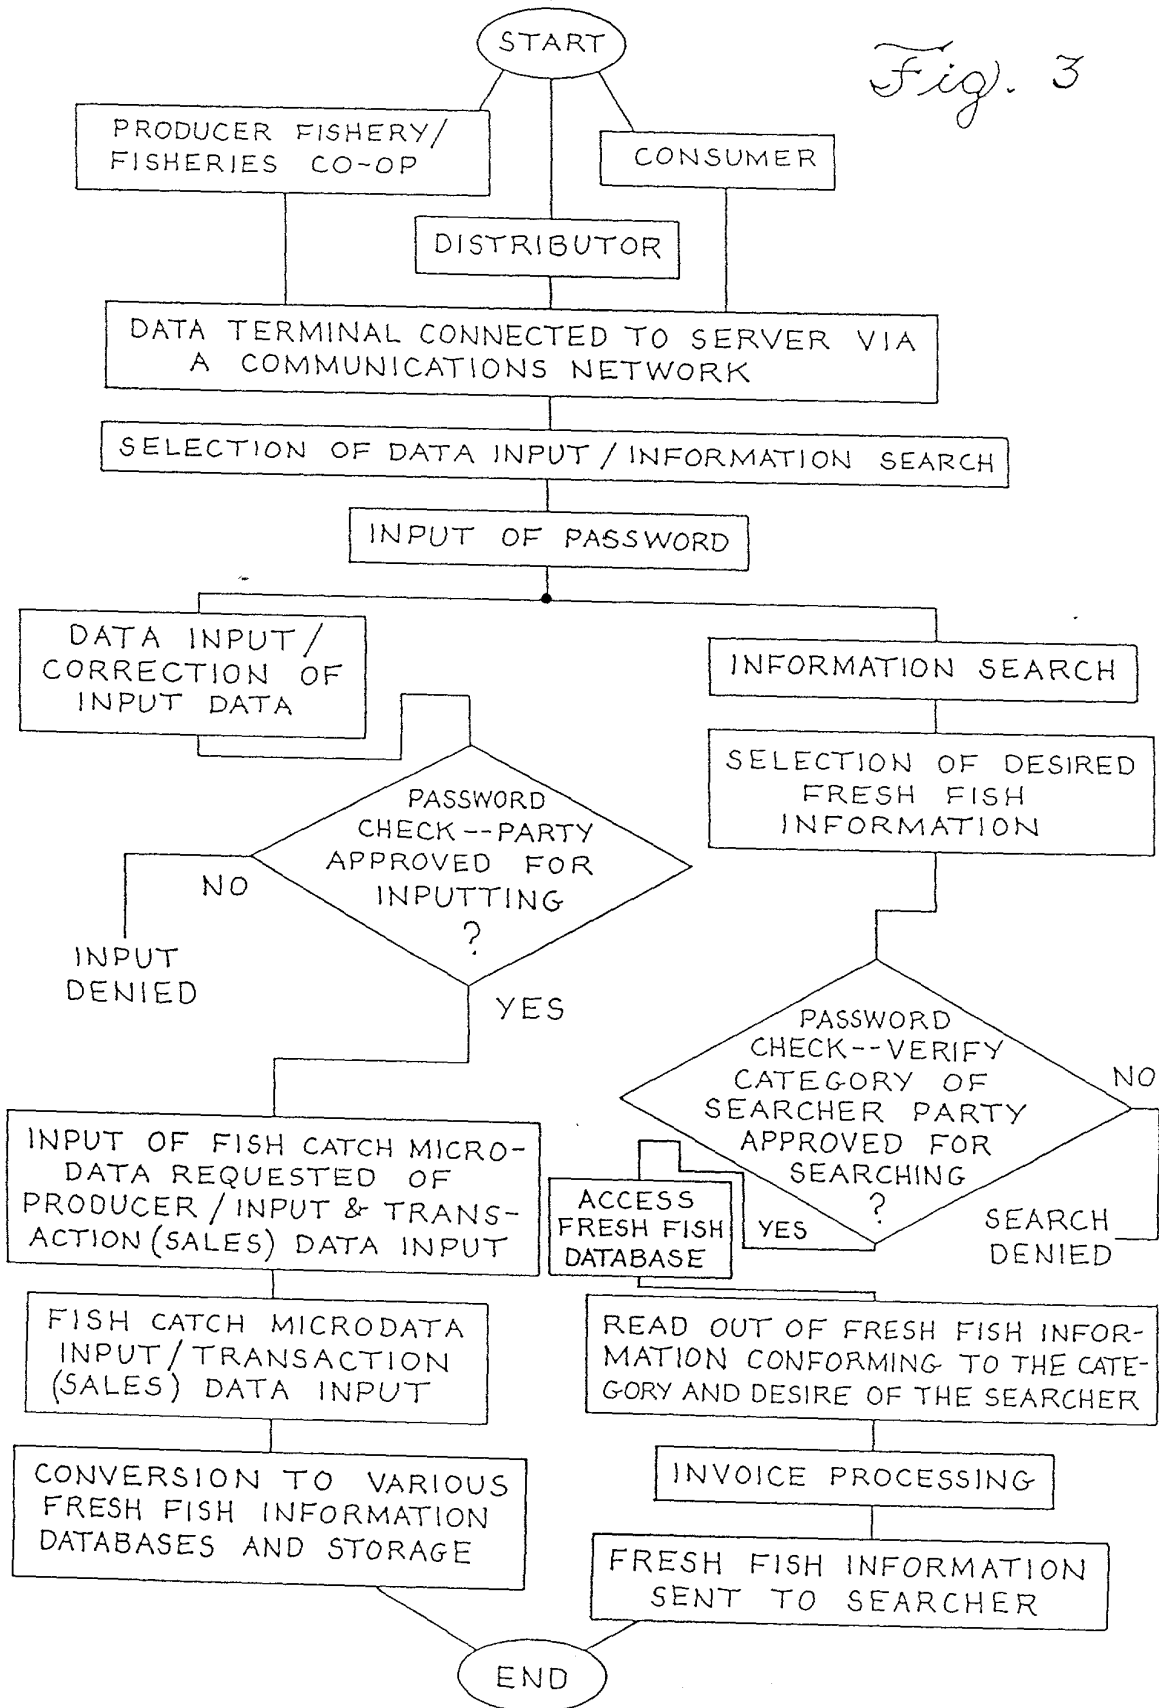 START
Fig. 3
PRODUCER FISHERY/
FISHERIES CO-OP
CONSUMER
DISTRIBUTOR
DATA TERMINAL CONNECTED TO SERVER VIA
A COMMUNICATIONS NETWORK
SELECTION OF DATA INPUT / INFORMATION SEARCH
INPUT OF PASSWORD
DATA INPUT/
CORRECTION OF
INPUT DATA
PASSWORD
CHECK--PARTY
APPROVED FOR
INPUTTING
?
NO
INPUT
DENIED
YES
INPUT OF FISH CATCH MICRO-
DATA REQUESTED OF
PRODUCER / INPUT & TRANS-
ACTION (SALES) DATA INPUT
FISH CATCH MICRODATA
INPUT/TRANSACTION
(SALES) DATA INPUT
CONVERSION TO VARIOUS
FRESH FISH INFORMATION
DATABASES AND STORAGE
INFORMATION SEARCH
SELECTION OF DESIRED
FRESH FISH
INFORMATION
PASSWORD
CHECK--VERIFY
CATEGORY OF
SEARCHER PARTY
APPROVED FOR
SEARCHING
?
NO
SEARCH
DENIED
YES
ACCESS
FRESH FISH
DATABASE
READ OUT OF FRESH FISH INFOR-
MATION CONFORMING TO THE CATE-
GORY AND DESIRE OF THE SEARCHER
INVOICE PROCESSING
FRESH FISH INFORMATION
SENT TO SEARCHER
END